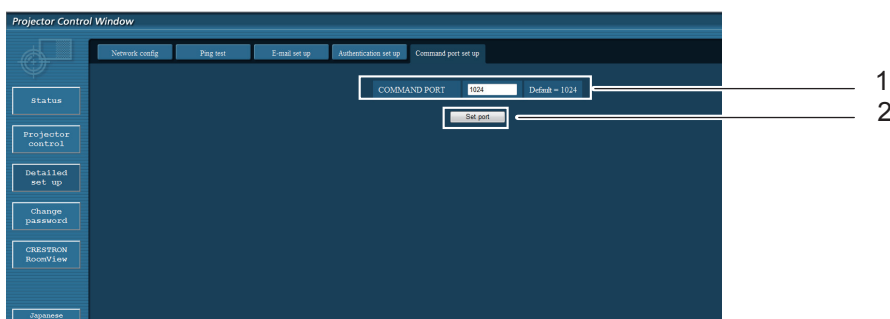 Projector Control Window
Network config
Ping test
E-mail set up
Authentication set up
Command port set up
COMMAND PORT 1024 Default = 1024 1
Set port 2
Status
Projector
control
Detailed
set up
Change
password
CRESTRON
RoomView
Japanese